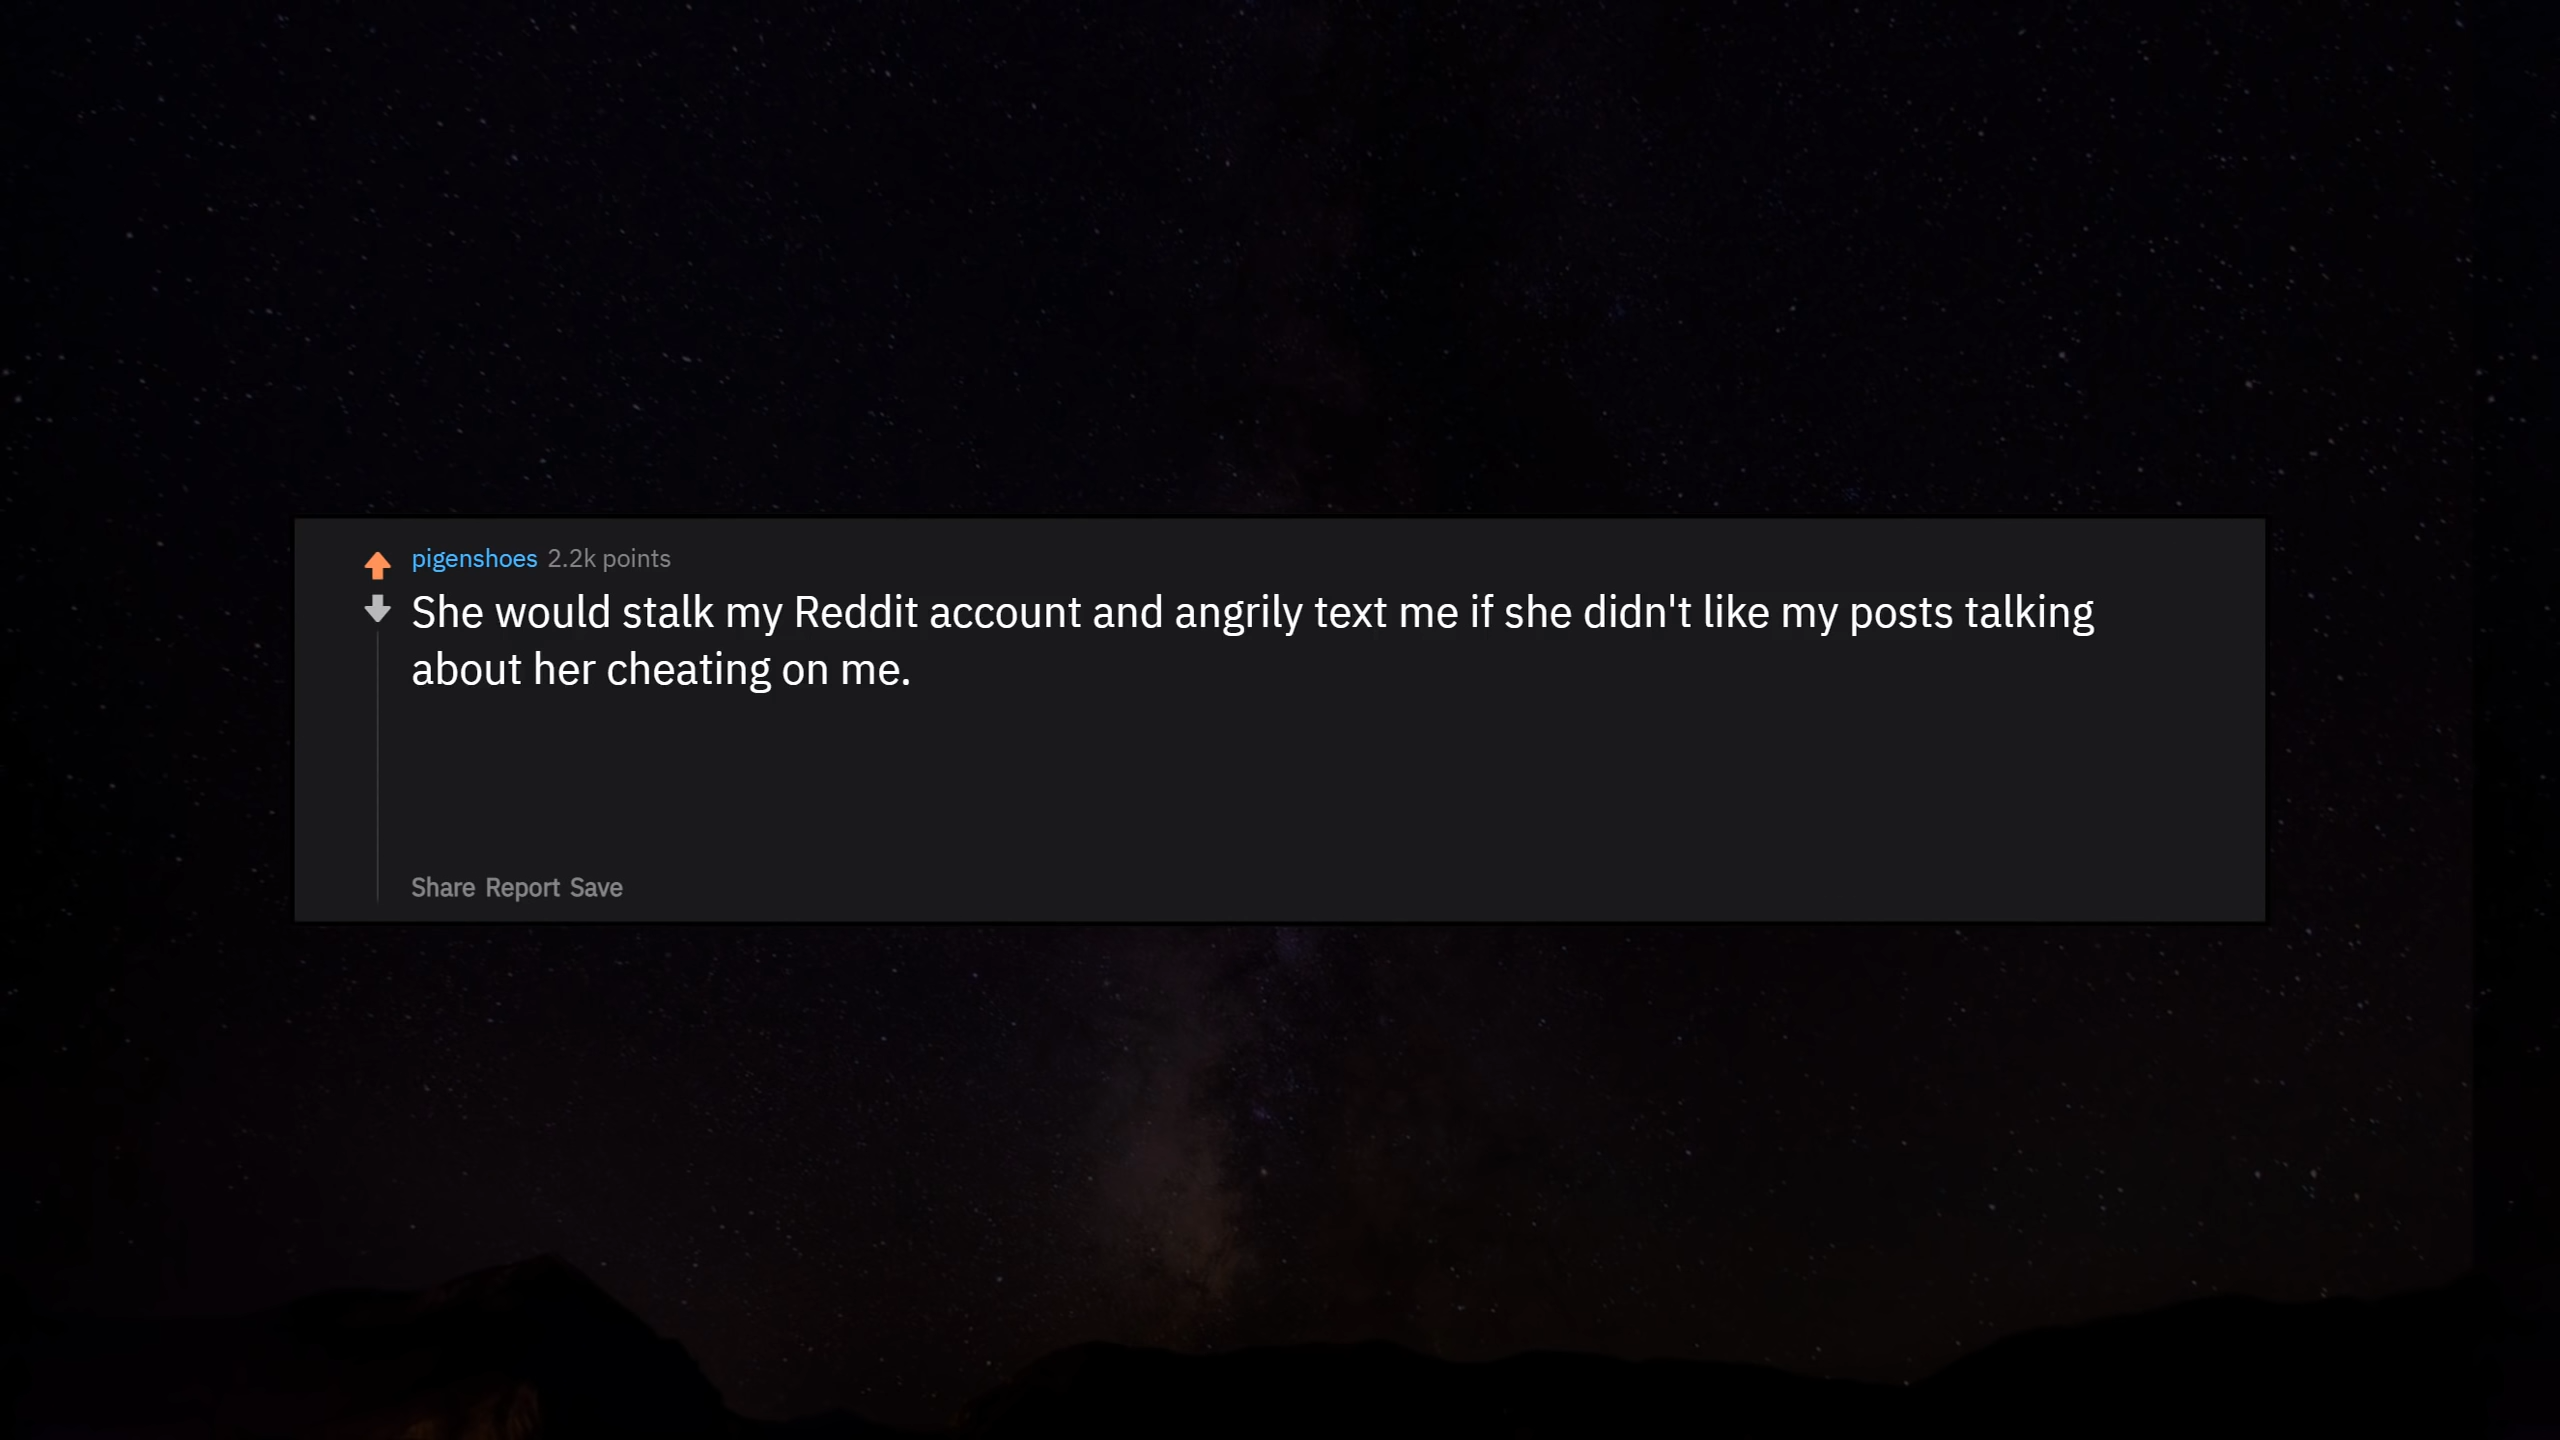 pigenshoes 2.2k points
She would stalk my Reddit account and angrily text me if she didn't like my posts talking
about her cheating on me.
Share Report Save